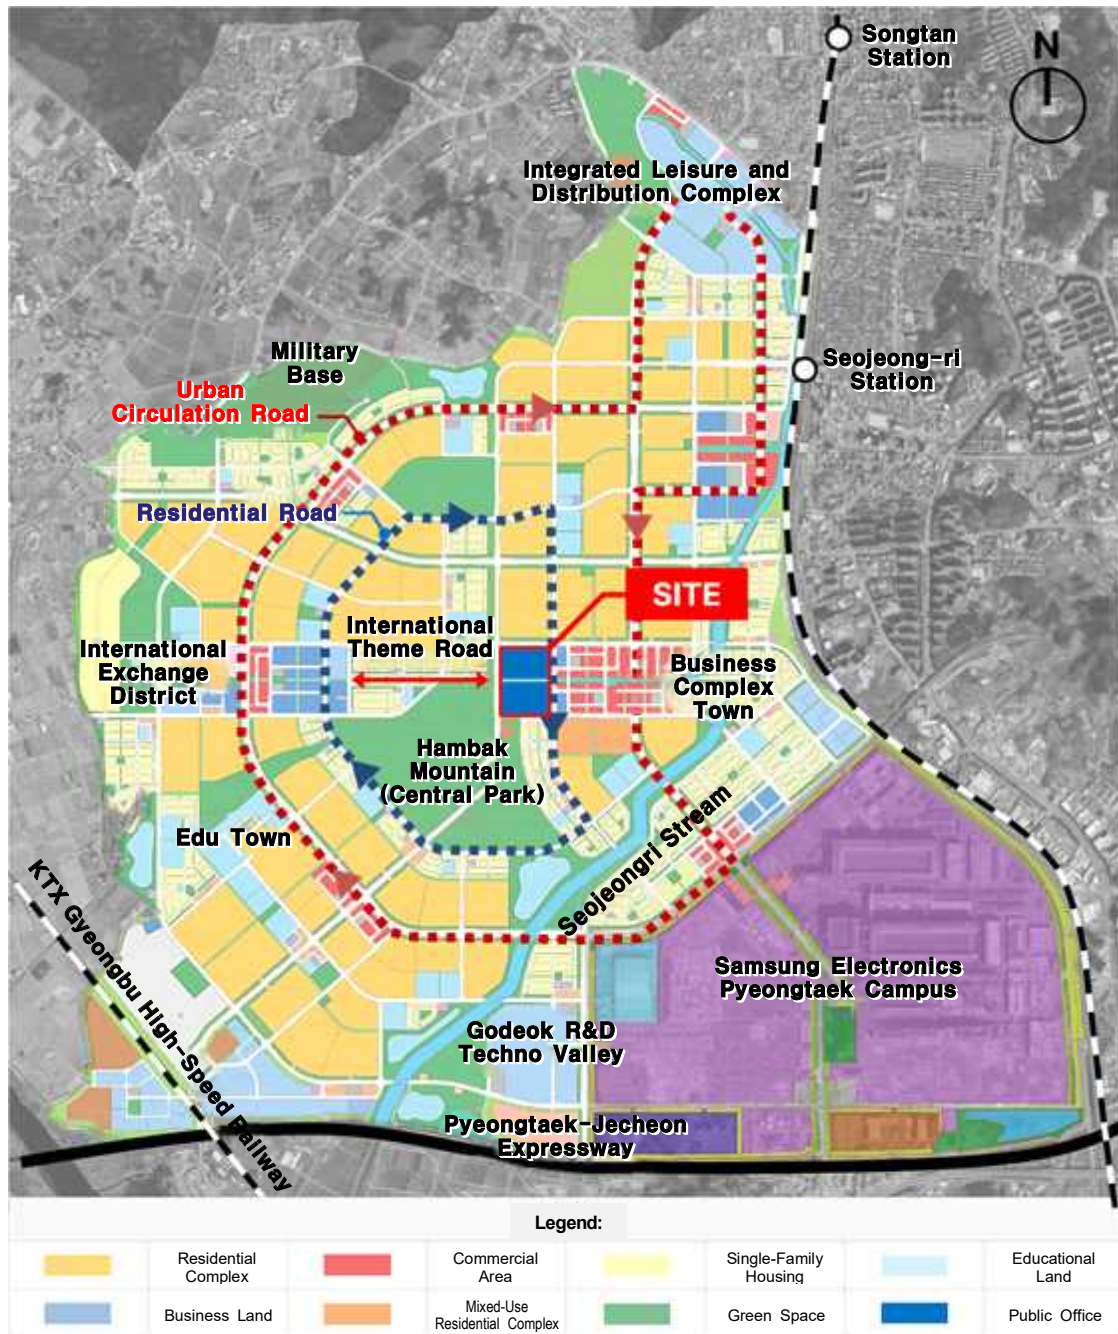 Songtan
Station
N
Integrated Leisure and
Distribution Complex
Military
Base
Seojeong-ri
Station
Urban
Circulation Road
Residential Road
SITE
International
Theme Road
International
Exchange
District
Business
Complex
Town
Hambak
Mountain
(Central Park)
Edu Town
Seojeongri Stream
KTX Gyeongbu High-Speed Railway
Samsung Electronics
Pyeongtaek Campus
Godeok R&D
Techno Valley
Pyeongtaek-Jecheon
Expressway
Legend:
Residential
Complex
Commercial
Area
Single-Family
Housing
Educational
Land
Business Land
Mixed-Use
Residential Complex
Green Space
Public Office